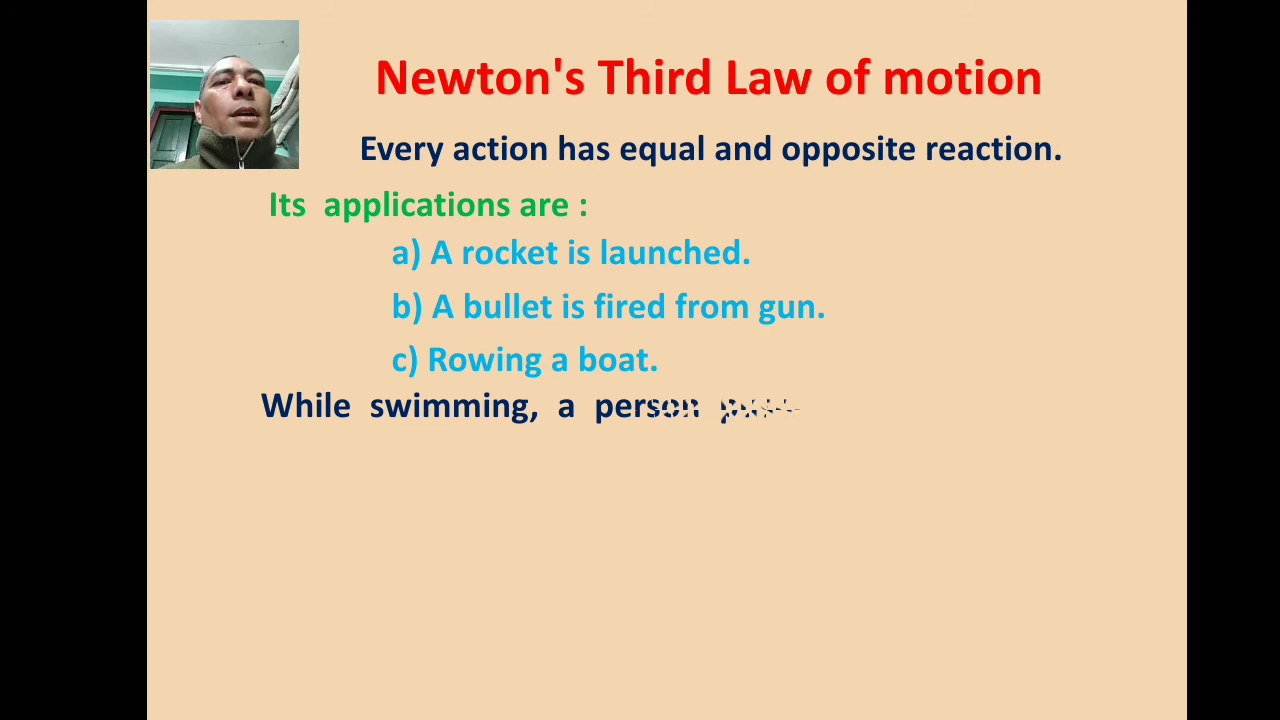 Newton's Third Law of motion
Every action has equal and opposite reaction.
Its applications are :
a) A rocket is launched.
b) A bullet is fired from gun.
c) Rowing a boat.
While swimming, a person